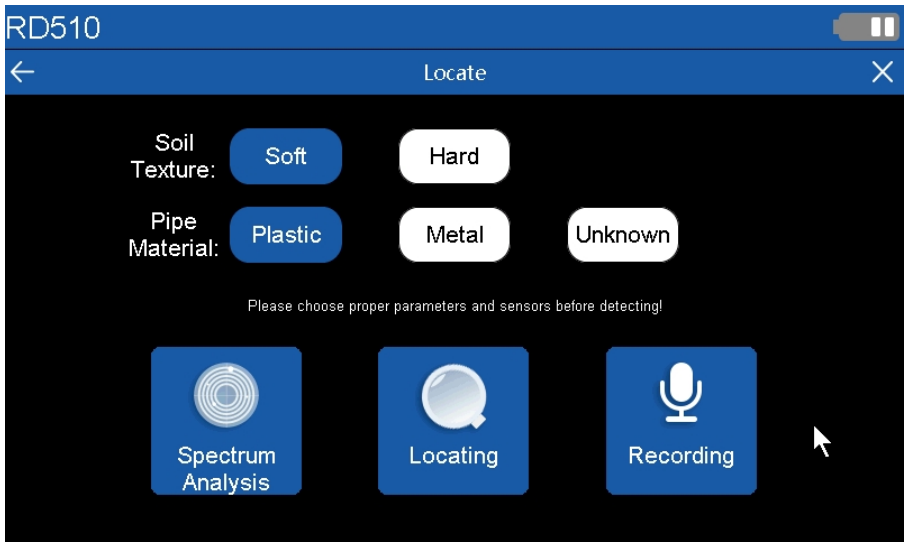 RD510
Locate
Soil
Texture:
Soft
Hard
Pipe
Material:
Plastic
Metal
Unknown
Please choose proper parameters and sensors before detecting!
Spectrum
Analysis
Locating
Recording